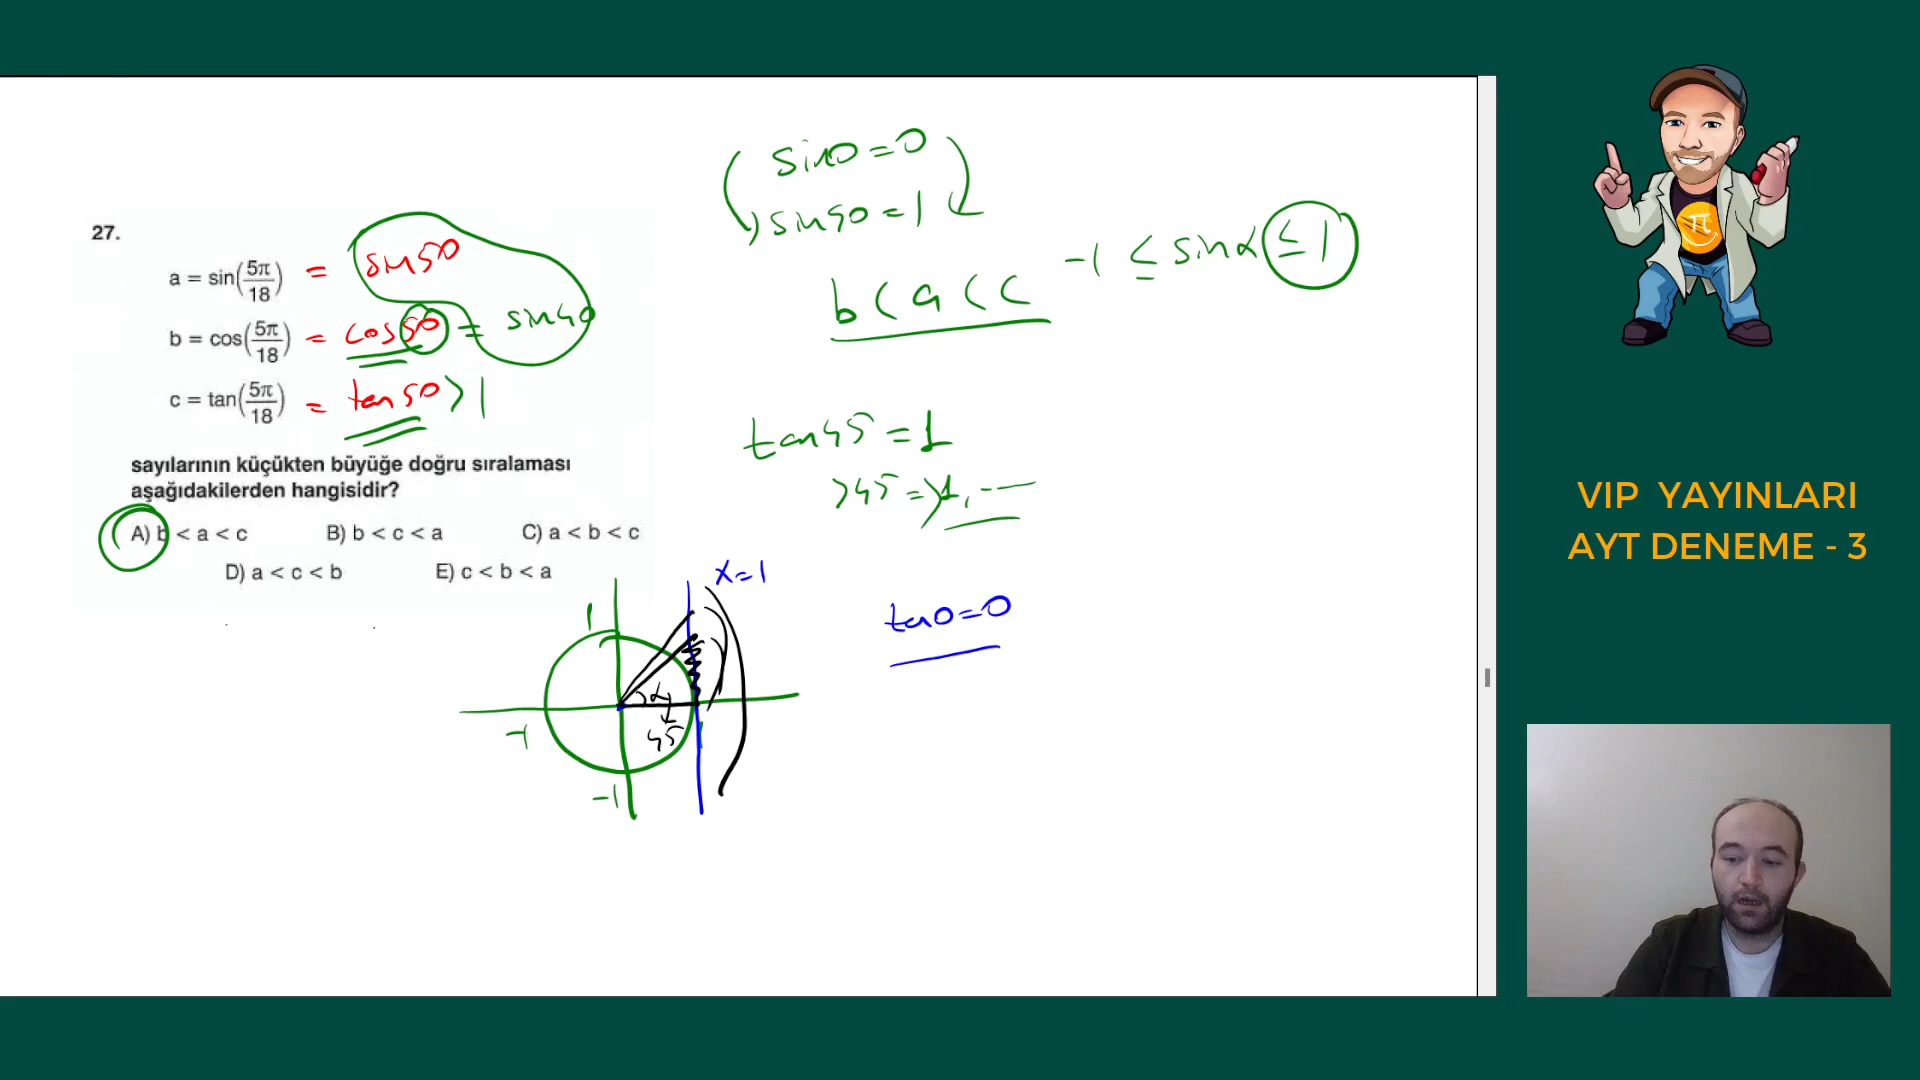 27.
a = sin(5π/18) = sin50
b = cos(5π/18) = cos50 = sin40
c = tan(5π/18) = tan50 > 1
sayılarının küçükten büyüğe doğru sıralaması
aşağıdakilerden hangisidir?
A) b < a < c B) b < c < a C) a < b < c
D) a < c < b E) c < b < a
sin0 = 0
sin90 = 1
-1 ≤ sinα ≤ 1
b < a < c
tan45 = 1
>45 => 1, ---
x=1
tan0=0
1
-1
α
45
1
-1
π
VIP YAYINLARI
AYT DENEME - 3